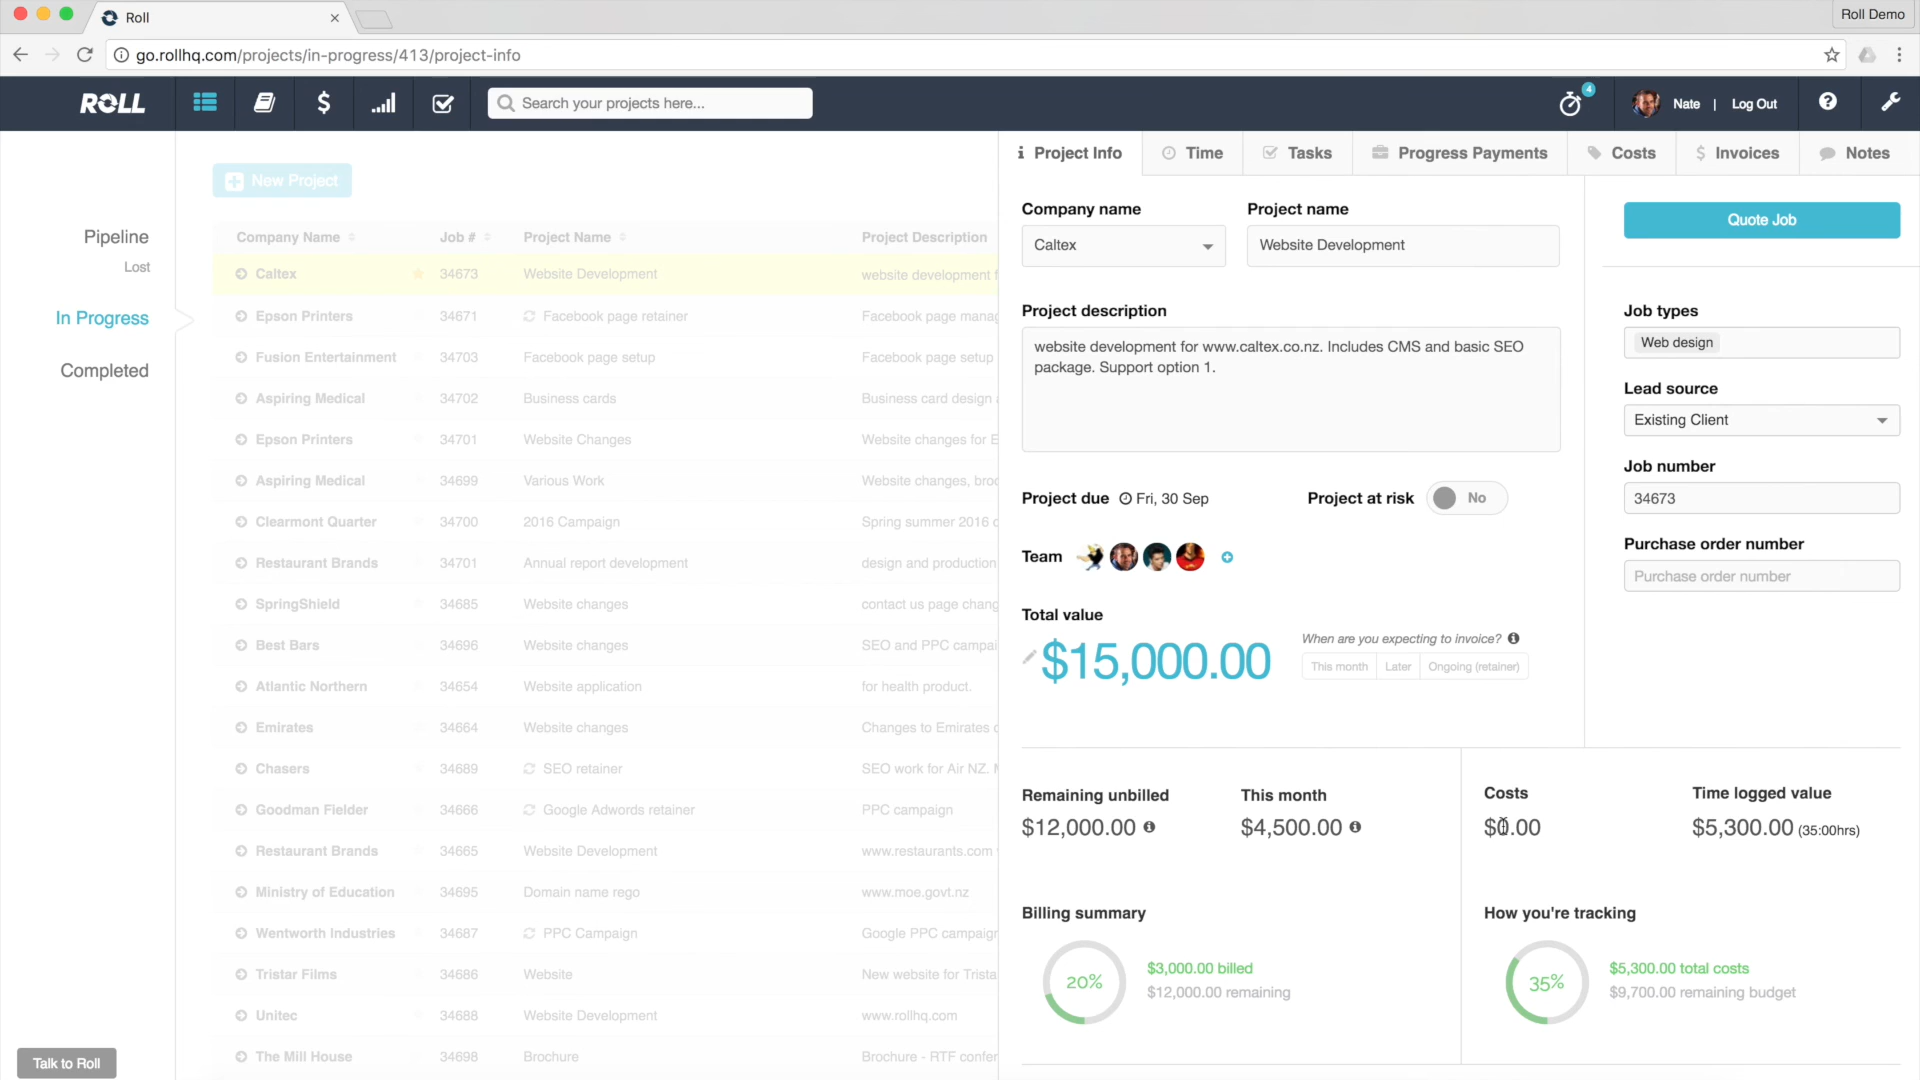 Roll
Roll Demo
go.rollhq.com/projects/in-progress/413/project-info
ROLL
$
Search your projects here...
4
Nate | Log Out
?
Project Info
Time
Tasks
Progress Payments
Costs
$ Invoices
Notes
New Project
Pipeline
Lost
In Progress
Completed
Company Name
Job #
Project Name
Project Description
Caltex 34673 Website Development website development f
Epson Printers 34671 Facebook page retainer Facebook page manag
Fusion Entertainment 34703 Facebook page setup Facebook page setup
Aspiring Medical 34702 Business cards Business card design a
Epson Printers 34701 Website Changes Website changes for E
Aspiring Medical 34699 Various Work Website changes, broc
Clearmont Quarter 34700 2016 Campaign Spring summer 2016 c
Restaurant Brands 34701 Annual report development design and production
SpringShield 34685 Website changes contact us page chang
Best Bars 34696 Website changes SEO and PPC campai
Atlantic Northern 34654 Website application for health product.
Emirates 34664 Website changes Changes to Emirates c
Chasers 34689 SEO retainer SEO work for Air NZ. M
Goodman Fielder 34666 Google Adwords retainer PPC campaign
Restaurant Brands 34665 Website Development www.restaurants.com
Ministry of Education 34695 Domain name rego www.moe.govt.nz
Wentworth Industries 34687 PPC Campaign Google PPC campaign
Tristar Films 34686 Website New website for Trista
Unitec 34688 Website Development www.rollhq.com
The Mill House 34698 Brochure Brochure - RTF confer
Talk to Roll
Company name
Caltex
Project name
Website Development
Project description
website development for www.caltex.co.nz. Includes CMS and basic SEO
package. Support option 1.
Project due Fri, 30 Sep
Project at risk No
Team
Total value
$15,000.00
When are you expecting to invoice?
This month Later Ongoing (retainer)
Quote Job
Job types
Web design
Lead source
Existing Client
Job number
34673
Purchase order number
Purchase order number
Remaining unbilled
$12,000.00
This month
$4,500.00
Costs
$0.00
Time logged value
$5,300.00 (35:00hrs)
Billing summary
20%
$3,000.00 billed
$12,000.00 remaining
How you're tracking
35%
$5,300.00 total costs
$9,700.00 remaining budget